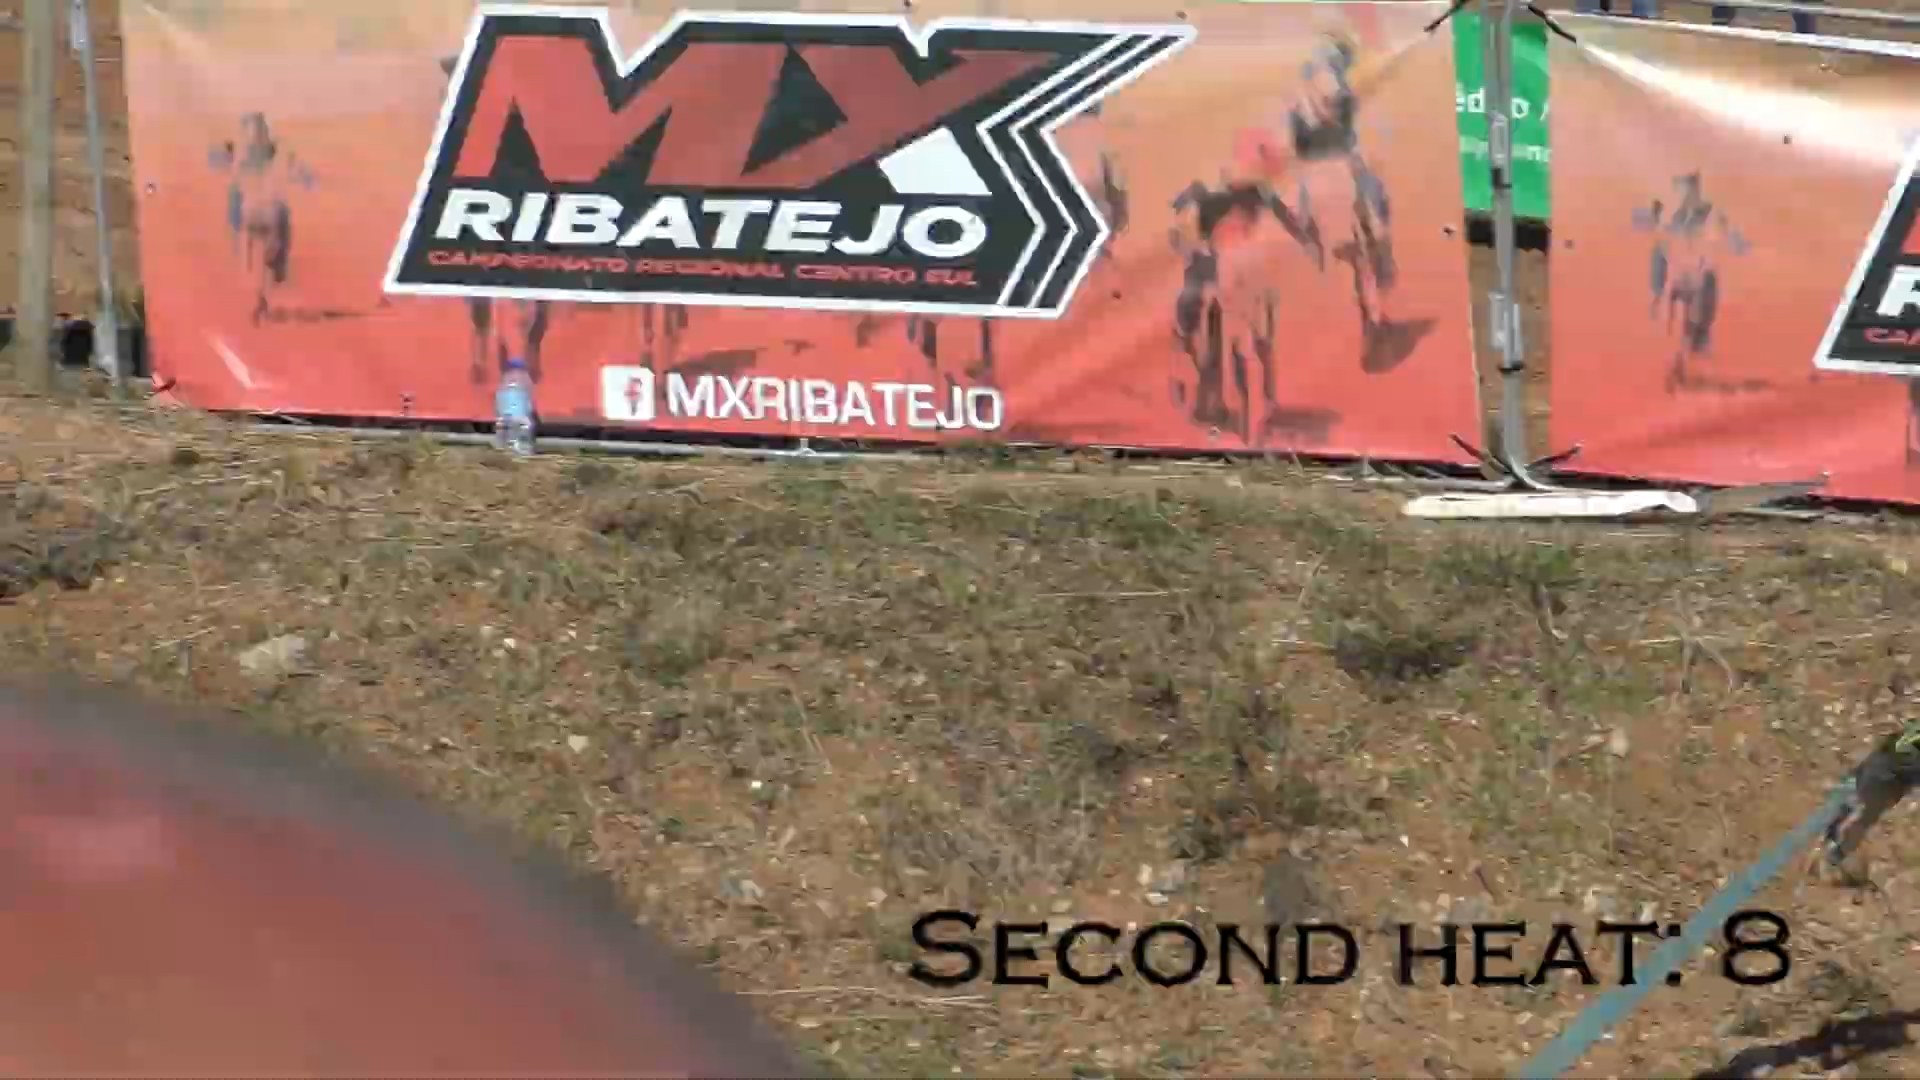 MX
RIBATEJO
CAMPEONATO REGIONAL CENTRO SUL
MXRIBATEJO
SECOND HEAT: 8